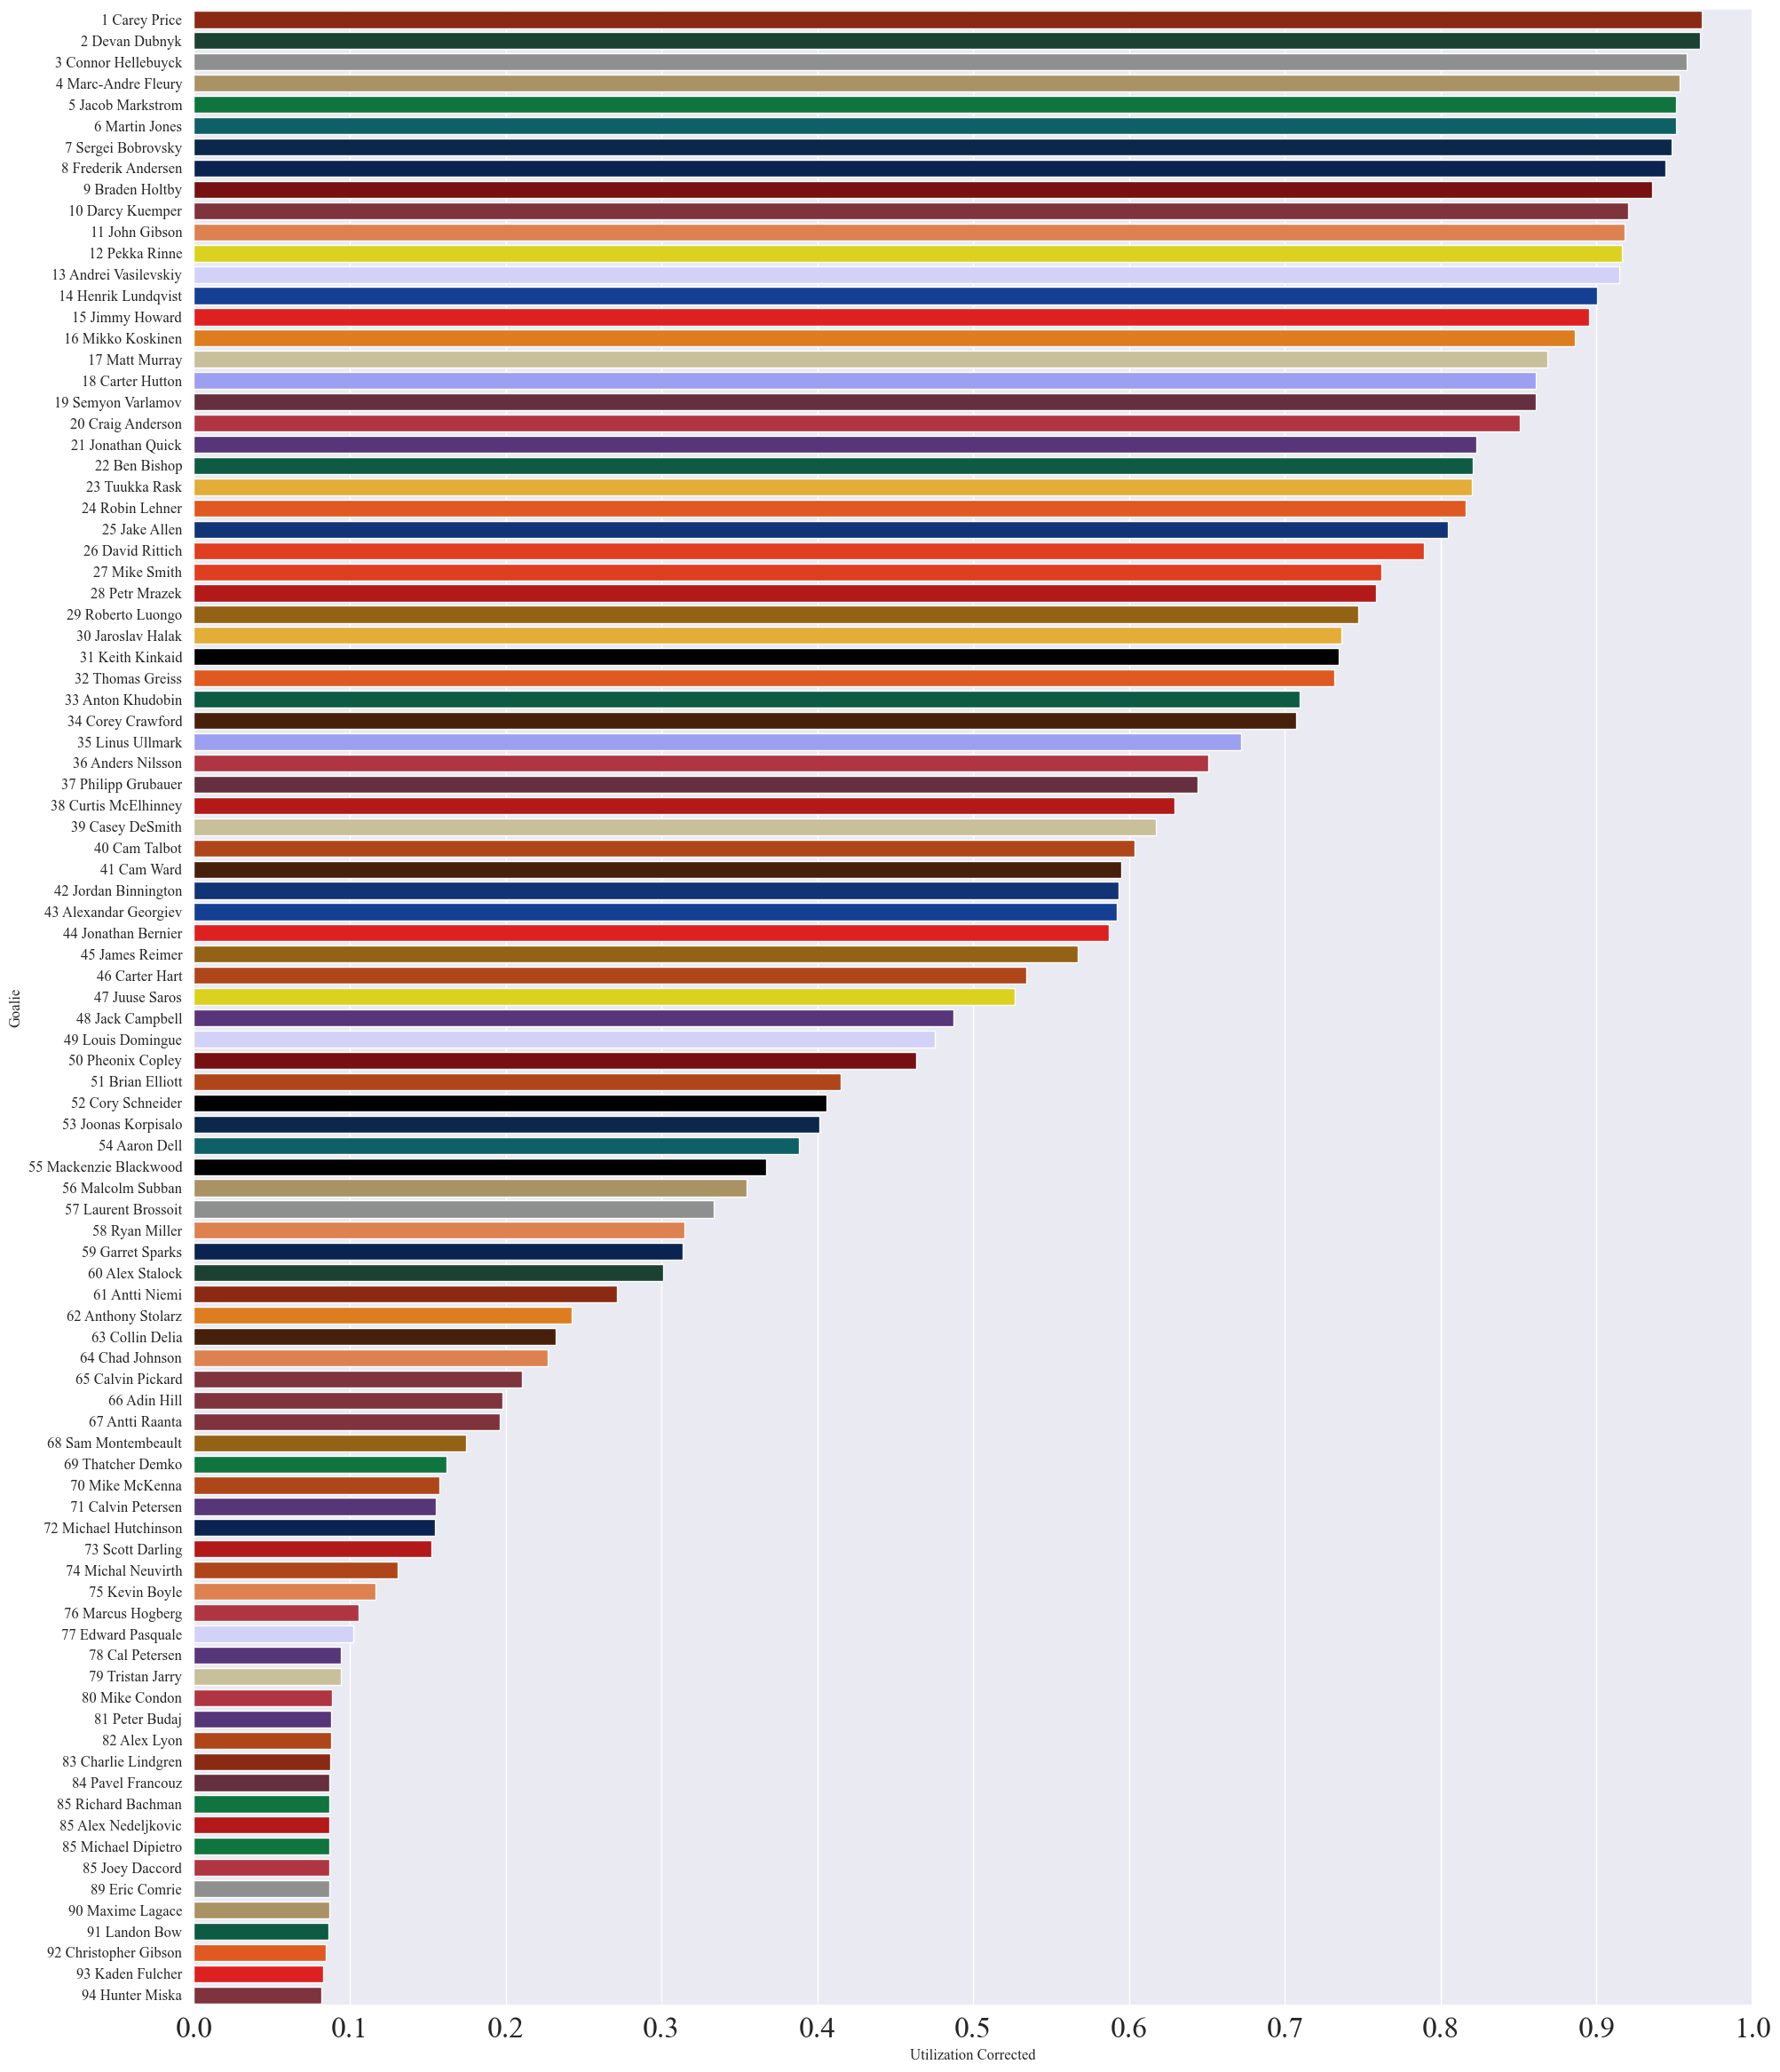 1 Carey Price
2 Devan Dubnyk
3 Connor Hellebuyck
4 Marc-Andre Fleury
5 Jacob Markstrom
6 Martin Jones
7 Sergei Bobrovsky
8 Frederik Andersen
9 Braden Holtby
10 Darcy Kuemper
11 John Gibson
12 Pekka Rinne
13 Andrei Vasilevskiy
14 Henrik Lundqvist
15 Jimmy Howard
16 Mikko Koskinen
17 Matt Murray
18 Carter Hutton
19 Semyon Varlamov
20 Craig Anderson
21 Jonathan Quick
22 Ben Bishop
23 Tuukka Rask
24 Robin Lehner
25 Jake Allen
26 David Rittich
27 Mike Smith
28 Petr Mrazek
29 Roberto Luongo
30 Jaroslav Halak
31 Keith Kinkaid
32 Thomas Greiss
33 Anton Khudobin
34 Corey Crawford
35 Linus Ullmark
36 Anders Nilsson
37 Philipp Grubauer
38 Curtis McElhinney
39 Casey DeSmith
40 Cam Talbot
41 Cam Ward
42 Jordan Binnington
43 Alexandar Georgiev
44 Jonathan Bernier
45 James Reimer
46 Carter Hart
47 Juuse Saros
48 Jack Campbell
49 Louis Domingue
50 Pheonix Copley
51 Brian Elliott
52 Cory Schneider
53 Joonas Korpisalo
54 Aaron Dell
55 Mackenzie Blackwood
56 Malcolm Subban
57 Laurent Brossoit
58 Ryan Miller
59 Garret Sparks
60 Alex Stalock
61 Antti Niemi
62 Anthony Stolarz
63 Collin Delia
64 Chad Johnson
65 Calvin Pickard
66 Adin Hill
67 Antti Raanta
68 Sam Montembeault
69 Thatcher Demko
70 Mike McKenna
71 Calvin Petersen
72 Michael Hutchinson
73 Scott Darling
74 Michal Neuvirth
75 Kevin Boyle
76 Marcus Hogberg
77 Edward Pasquale
78 Cal Petersen
79 Tristan Jarry
80 Mike Condon
81 Peter Budaj
82 Alex Lyon
83 Charlie Lindgren
84 Pavel Francouz
85 Richard Bachman
85 Alex Nedeljkovic
85 Michael Dipietro
85 Joey Daccord
89 Eric Comrie
90 Maxime Lagace
91 Landon Bow
92 Christopher Gibson
93 Kaden Fulcher
94 Hunter Miska
Goalie
0.0 0.1 0.2 0.3 0.4 0.5 0.6 0.7 0.8 0.9 1.0
Utilization Corrected